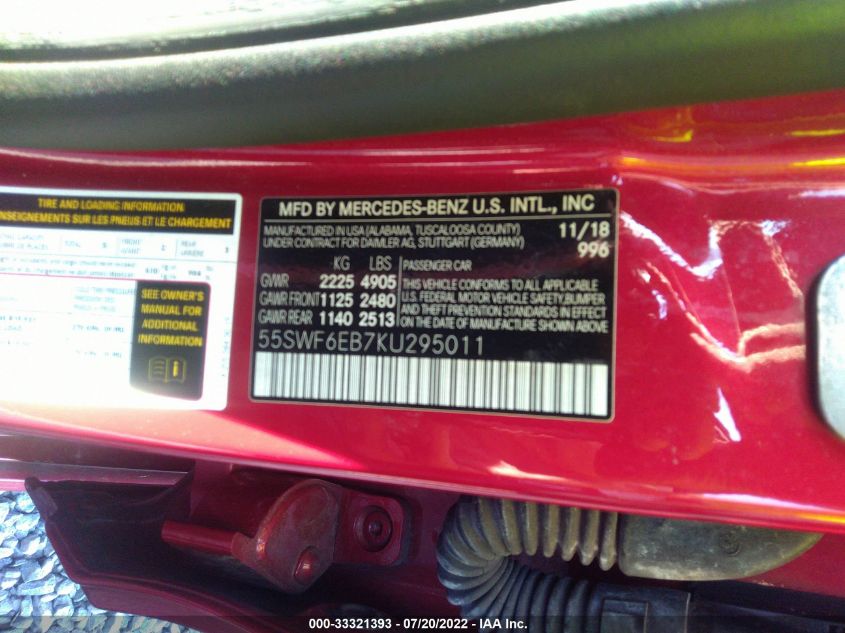 TIRE AND LOADING INFORMATION
RENSEIGNEMENTS SUR LES PNEUS ET LE CHARGEMENT
TOTAL 5
SEE OWNER'S
MANUAL FOR
ADDITIONAL
INFORMATION
MFD BY MERCEDES-BENZ U.S. INTL., INC
MANUFACTURED IN USA (ALABAMA, TUSCALOOSA COUNTY) 11/18
UNDER CONTRACT FOR DAIMLER AG, STUTTGART (GERMANY) 996
KG LBS PASSENGER CAR
GVWR 2225 4905
GAWR FRONT 1125 2480
GAWR REAR 1140 2513
THIS VEHICLE CONFORMS TO ALL APPLICABLE
U.S. FEDERAL MOTOR VEHICLE SAFETY, BUMPER
AND THEFT PREVENTION STANDARDS IN EFFECT
ON THE DATE OF MANUFACTURE SHOWN ABOVE
55SWF6EB7KU295011
000-33321393 - 07/20/2022 - IAA Inc.